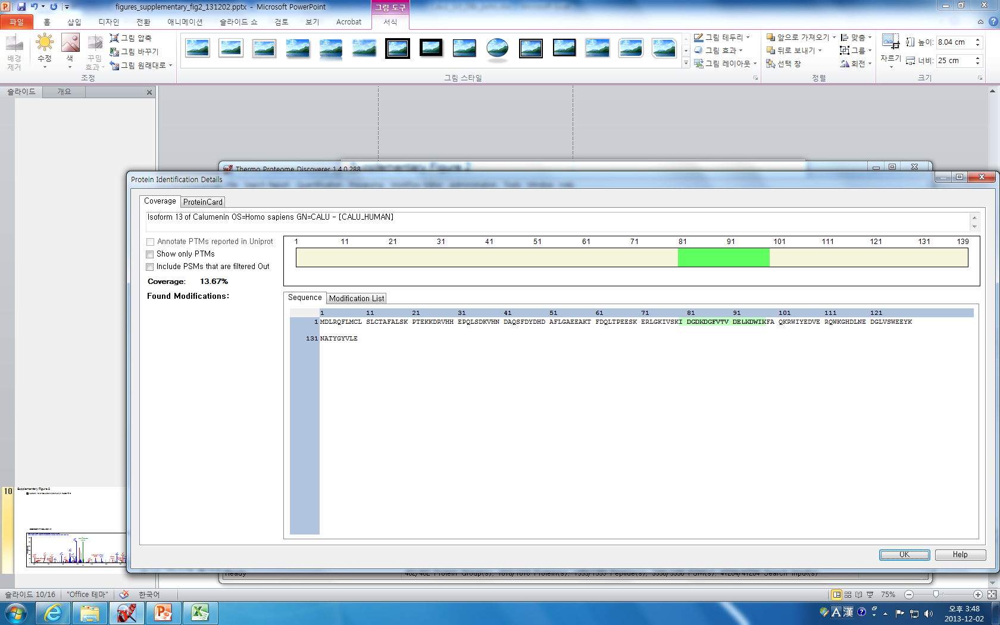 figures_supplementary_fig2_131202.pptx - Microsoft PowerPoint
그림 도구
파일 홈 삽입 디자인 전환 애니메이션 슬라이드 쇼 검토 보기 Acrobat 서식
배경 제거
수정
색
꾸밈 효과
그림 압축
그림 바꾸기
그림 원래대로
조정
그림 스타일
그림 테두리
그림 효과
그림 레이아웃
앞으로 가져오기
뒤로 보내기
선택 창
맞춤
그룹
회전
정렬
자르기
높이: 8.04 cm
너비: 25 cm
크기
슬라이드 개요
Thermo Proteome Discoverer 1.4.0.288
Supplementary Figure 2
Protein Identification Details
Coverage ProteinCard
Isoform 13 of Calumenin OS=Homo sapiens GN=CALU - [CALU_HUMAN]
Annotate PTMs reported in Uniprot
Show only PTMs
Include PSMs that are filtered Out
Coverage: 13.67%
Found Modifications:
1 11 21 31 41 51 61 71 81 91 101 111 121 131 139
Sequence Modification List
1 11 21 31 41 51 61 71 81 91 101 111 121
1 MDLRQFLMCL SLCTAFALSK PTEKKDRVHH EPQLSDKVHN DAQSFDYDHD AFLGAEEAKT FDQLTPEESK ERLGKIVSKI DGDKDGFVTV DELKDWIKFA QKRWIYEDVE RQWKGHDLNE DGLVSWEEYK
131 NATYGYVLE
OK Help
10
Supplementary Figure 2
Ready 482/482 Protein Group(s), 1616/1616 Protein(s), 1353/1353 Peptide(s), 3356/3356 PSM(s), 41264/41264 Search Input(s)
슬라이드 10/16 "Office 테마" 한국어 75%
A 漢
오후 3:48
2013-12-02